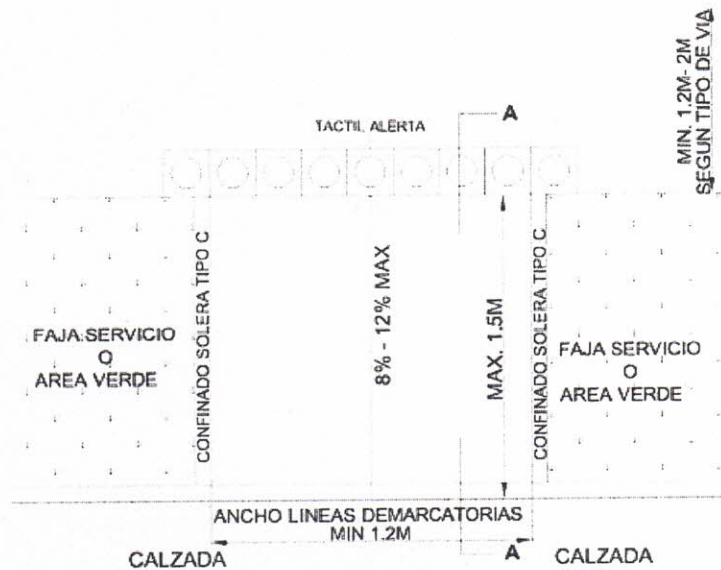 MIN. 1.2M- 2M
SEGUN TIPO DE VIA
A
TACTIL ALERTA
FAJA SERVICIO
O
AREA VERDE
CONFINADO SOLERA TIPO C
8% - 12% MAX
MAX. 1.5M
CONFINADO SOLERA TIPO C
FAJA SERVICIO
O
AREA VERDE
ANCHO LINEAS DEMARCATORIAS
MIN 1.2M
CALZADA
A
CALZADA